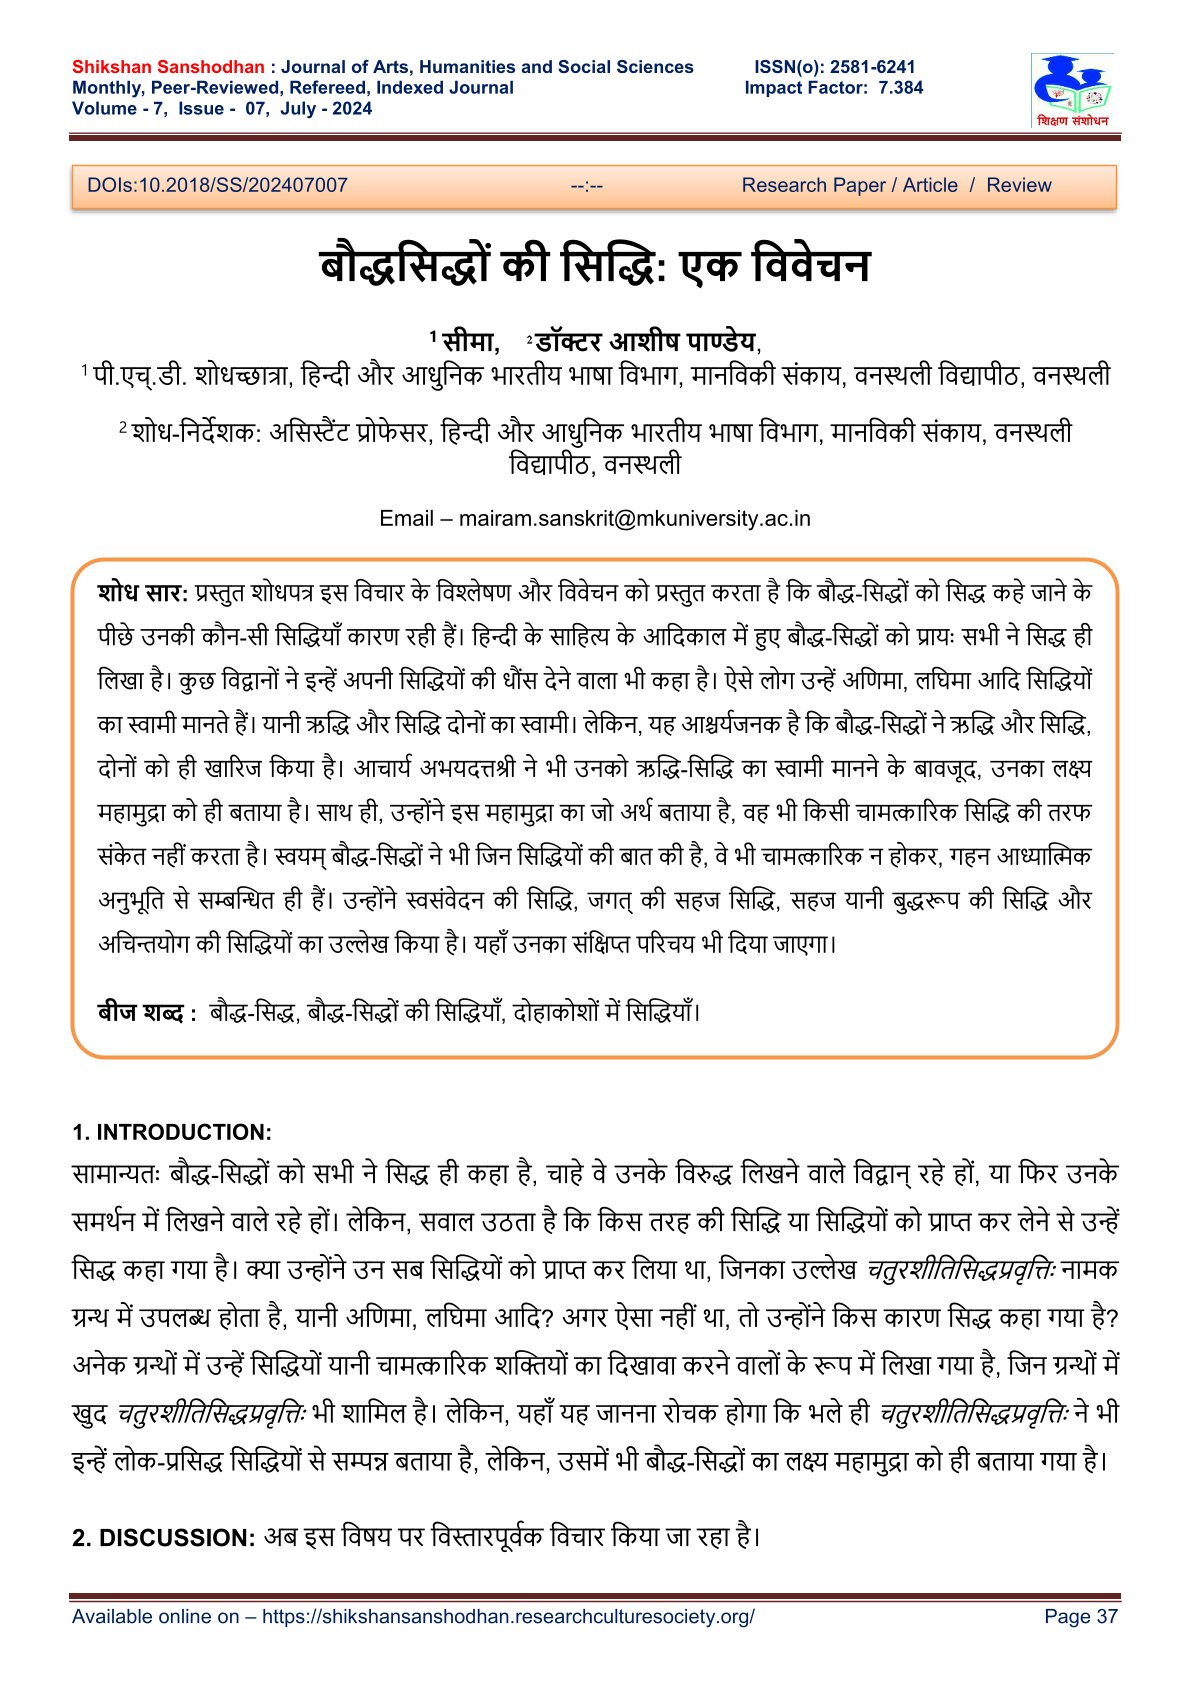 Shikshan Sanshodhan : Journal of Arts, Humanities and Social Sciences ISSN(o): 2581-6241
Monthly, Peer-Reviewed, Refereed, Indexed Journal Impact Factor: 7.384
Volume - 7, Issue - 07, July - 2024
शिक्षण संशोधन
DOIs:10.2018/SS/202407007 --:-- Research Paper / Article / Review
बौद्धसिद्धों की सिद्धि: एक विवेचन
¹ सीमा, ² डॉक्टर आशीष पाण्डेय,
¹ पी.एच्.डी. शोधच्छात्रा, हिन्दी और आधुनिक भारतीय भाषा विभाग, मानविकी संकाय, वनस्थली विद्यापीठ, वनस्थली
² शोध-निर्देशक: असिस्टैंट प्रोफेसर, हिन्दी और आधुनिक भारतीय भाषा विभाग, मानविकी संकाय, वनस्थली
विद्यापीठ, वनस्थली
Email – mairam.sanskrit@mkuniversity.ac.in
शोध सार: प्रस्तुत शोधपत्र इस विचार के विश्लेषण और विवेचन को प्रस्तुत करता है कि बौद्ध-सिद्धों को सिद्ध कहे जाने के
पीछे उनकी कौन-सी सिद्धियाँ कारण रही हैं। हिन्दी के साहित्य के आदिकाल में हुए बौद्ध-सिद्धों को प्रायः सभी ने सिद्ध ही
लिखा है। कुछ विद्वानों ने इन्हें अपनी सिद्धियों की धौंस देने वाला भी कहा है। ऐसे लोग उन्हें अणिमा, लघिमा आदि सिद्धियों
का स्वामी मानते हैं। यानी ऋद्धि और सिद्धि दोनों का स्वामी। लेकिन, यह आश्चर्यजनक है कि बौद्ध-सिद्धों ने ऋद्धि और सिद्धि,
दोनों को ही खारिज किया है। आचार्य अभयदत्तश्री ने भी उनको ऋद्धि-सिद्धि का स्वामी मानने के बावजूद, उनका लक्ष्य
महामुद्रा को ही बताया है। साथ ही, उन्होंने इस महामुद्रा का जो अर्थ बताया है, वह भी किसी चामत्कारिक सिद्धि की तरफ
संकेत नहीं करता है। स्वयम् बौद्ध-सिद्धों ने भी जिन सिद्धियों की बात की है, वे भी चामत्कारिक न होकर, गहन आध्यात्मिक
अनुभूति से सम्बन्धित ही हैं। उन्होंने स्वसंवेदन की सिद्धि, जगत् की सहज सिद्धि, सहज यानी बुद्धरूप की सिद्धि और
अचिन्तयोग की सिद्धियों का उल्लेख किया है। यहाँ उनका संक्षिप्त परिचय भी दिया जाएगा।
बीज शब्द : बौद्ध-सिद्ध, बौद्ध-सिद्धों की सिद्धियाँ, दोहाकोशों में सिद्धियाँ।
1. INTRODUCTION:
सामान्यतः बौद्ध-सिद्धों को सभी ने सिद्ध ही कहा है, चाहे वे उनके विरुद्ध लिखने वाले विद्वान् रहे हों, या फिर उनके
समर्थन में लिखने वाले रहे हों। लेकिन, सवाल उठता है कि किस तरह की सिद्धि या सिद्धियों को प्राप्त कर लेने से उन्हें
सिद्ध कहा गया है। क्या उन्होंने उन सब सिद्धियों को प्राप्त कर लिया था, जिनका उल्लेख चतुरशीतिसिद्धप्रवृत्तिः नामक
ग्रन्थ में उपलब्ध होता है, यानी अणिमा, लघिमा आदि? अगर ऐसा नहीं था, तो उन्होंने किस कारण सिद्ध कहा गया है?
अनेक ग्रन्थों में उन्हें सिद्धियों यानी चामत्कारिक शक्तियों का दिखावा करने वालों के रूप में लिखा गया है, जिन ग्रन्थों में
खुद चतुरशीतिसिद्धप्रवृत्तिः भी शामिल है। लेकिन, यहाँ यह जानना रोचक होगा कि भले ही चतुरशीतिसिद्धप्रवृत्तिः ने भी
इन्हें लोक-प्रसिद्ध सिद्धियों से सम्पन्न बताया है, लेकिन, उसमें भी बौद्ध-सिद्धों का लक्ष्य महामुद्रा को ही बताया गया है।
2. DISCUSSION: अब इस विषय पर विस्तारपूर्वक विचार किया जा रहा है।
Available online on – https://shikshansanshodhan.researchculturesociety.org/ Page 37